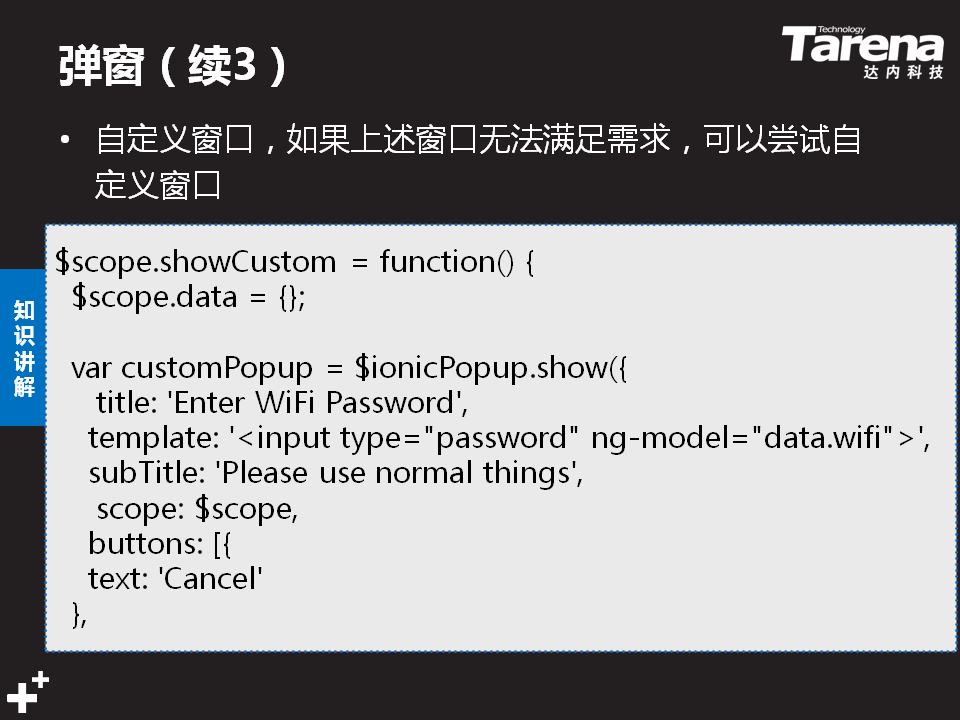 弹窗（续3）
Technology
Tarena
达内科技
• 自定义窗口，如果上述窗口无法满足需求，可以尝试自
定义窗口
知识讲解
$scope.showCustom = function() {
$scope.data = {};
var customPopup = $ionicPopup.show({
title: 'Enter WiFi Password',
template: '<input type="password" ng-model="data.wifi">',
subTitle: 'Please use normal things',
scope: $scope,
buttons: [{
text: 'Cancel'
},